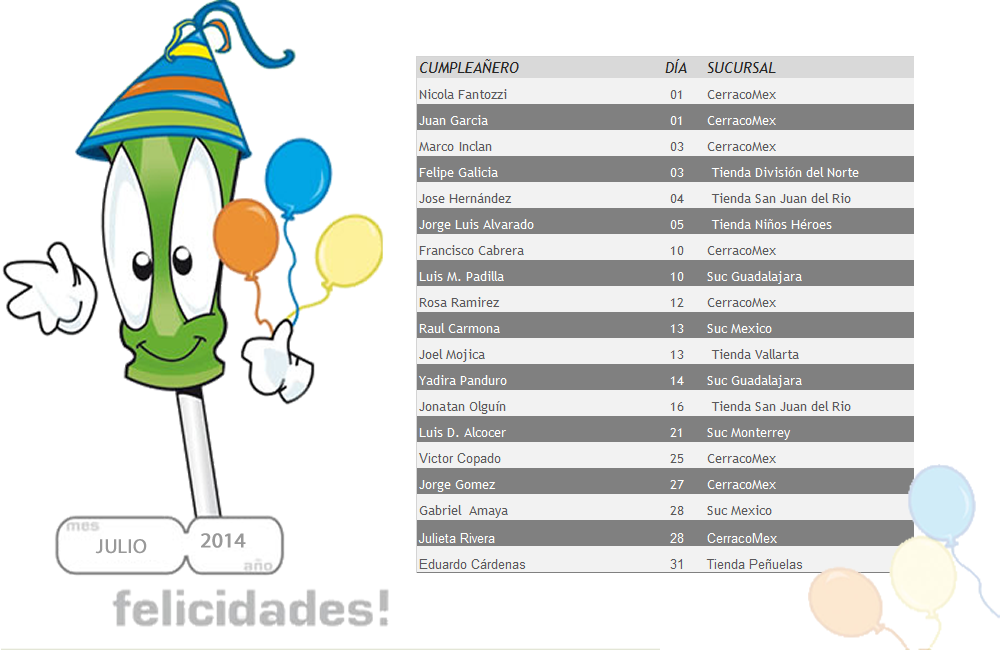 CUMPLEAÑERO DÍA SUCURSAL
Nicola Fantozzi 01 CerracoMex
Juan Garcia 01 CerracoMex
Marco Inclan 03 CerracoMex
Felipe Galicia 03 Tienda División del Norte
Jose Hernández 04 Tienda San Juan del Rio
Jorge Luis Alvarado 05 Tienda Niños Héroes
Francisco Cabrera 10 CerracoMex
Luis M. Padilla 10 Suc Guadalajara
Rosa Ramirez 12 CerracoMex
Raul Carmona 13 Suc Mexico
Joel Mojica 13 Tienda Vallarta
Yadira Panduro 14 Suc Guadalajara
Jonatan Olguín 16 Tienda San Juan del Rio
Luis D. Alcocer 21 Suc Monterrey
Victor Copado 25 CerracoMex
Jorge Gomez 27 CerracoMex
Gabriel Amaya 28 Suc Mexico
Julieta Rivera 28 CerracoMex
Eduardo Cárdenas 31 Tienda Peñuelas
mes
JULIO 2014
año
felicidades!